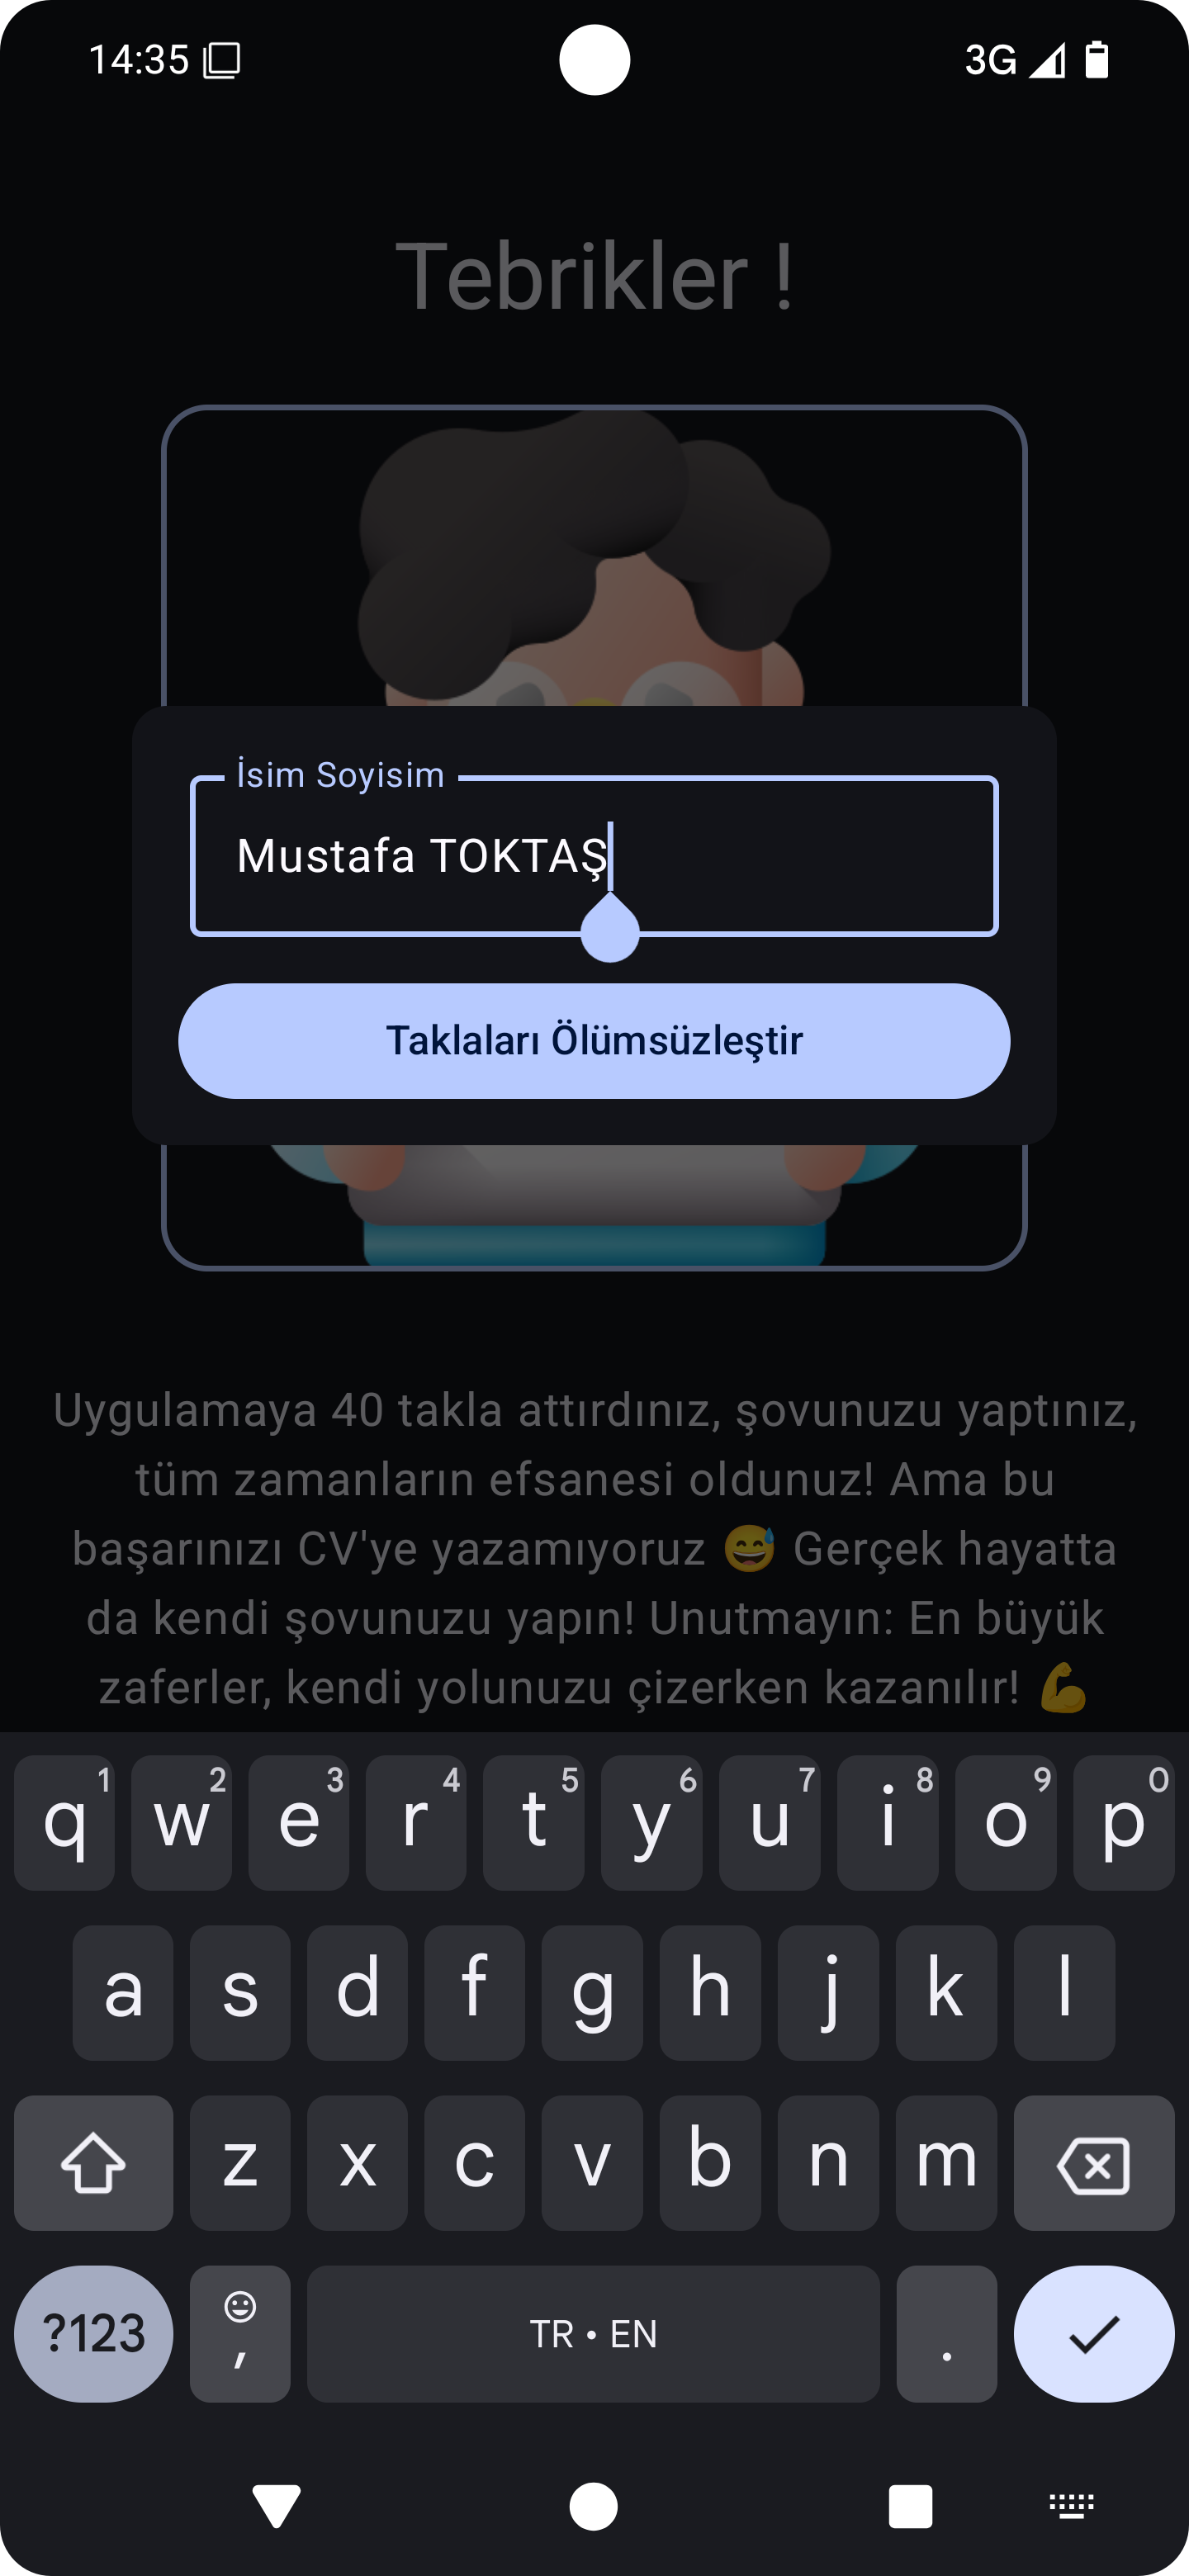 14:35
3G
Tebrikler !
İsim Soyisim
Mustafa TOKTAŞ
Taklaları Ölümsüzleştir
Uygulamaya 40 takla attırdınız, şovunuzu yaptınız,
tüm zamanların efsanesi oldunuz! Ama bu
başarınızı CV'ye yazamıyoruz 😅 Gerçek hayatta
da kendi şovunuzu yapın! Unutmayın: En büyük
zaferler, kendi yolunuzu çizerken kazanılır! 💪
q 1 w 2 e 3 r 4 t 5 y 6 u 7 i 8 o 9 p 0
a s d f g h j k l
z x c v b n m
?123 , TR • EN .